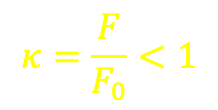 κ = F / F₀ < 1